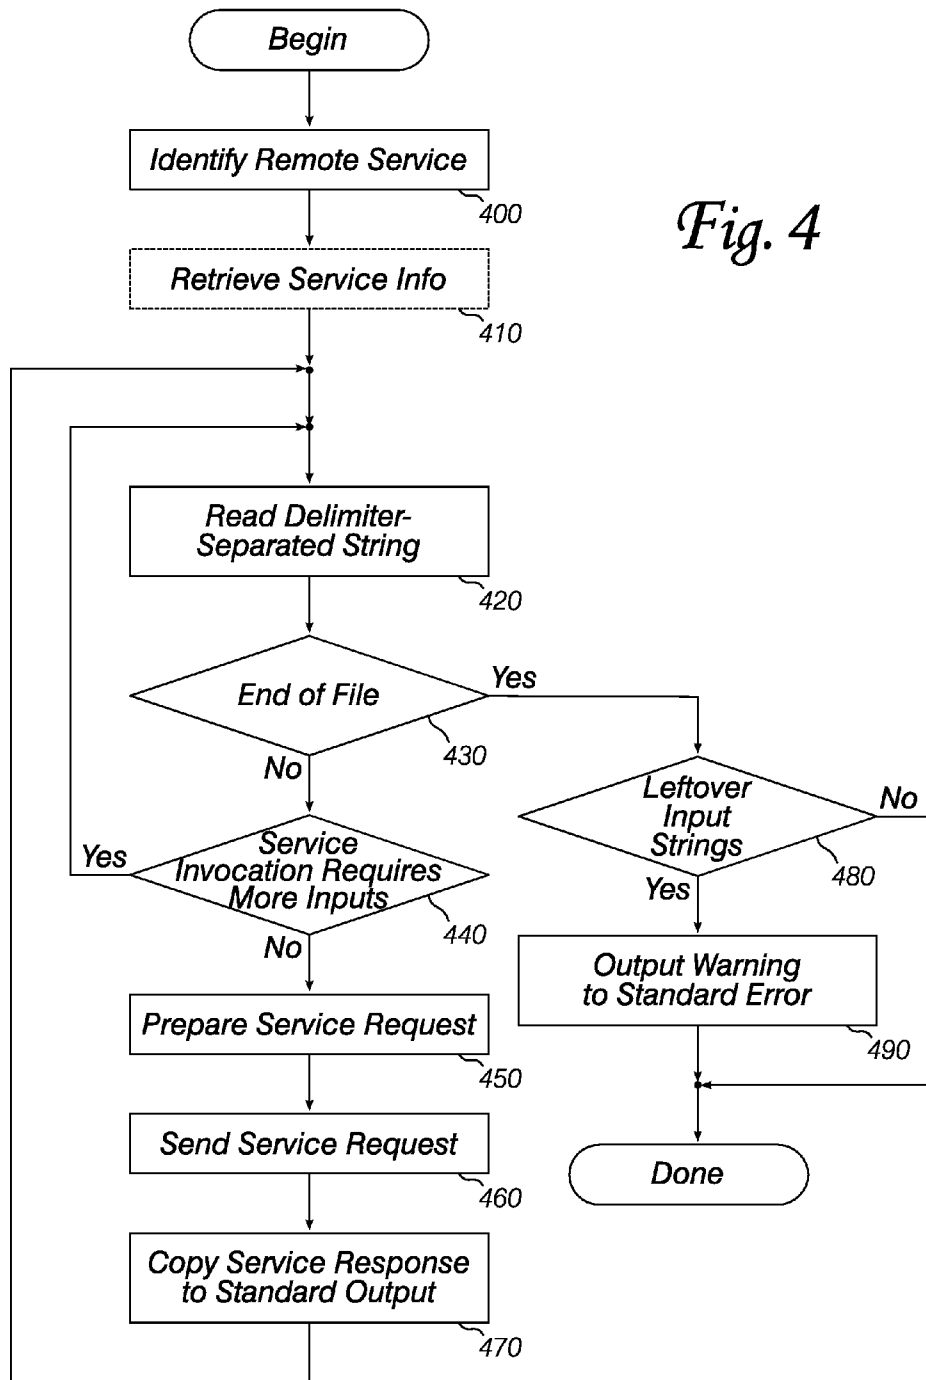 Begin
Identify Remote Service
400
Fig. 4
Retrieve Service Info
410
Read Delimiter-
Separated String
420
End of File
Yes
430
No
Leftover
Input
Strings
No
480
Yes
Service
Invocation Requires
More Inputs
Yes
440
No
Output Warning
to Standard Error
490
Prepare Service Request
450
Send Service Request
460
Done
Copy Service Response
to Standard Output
470